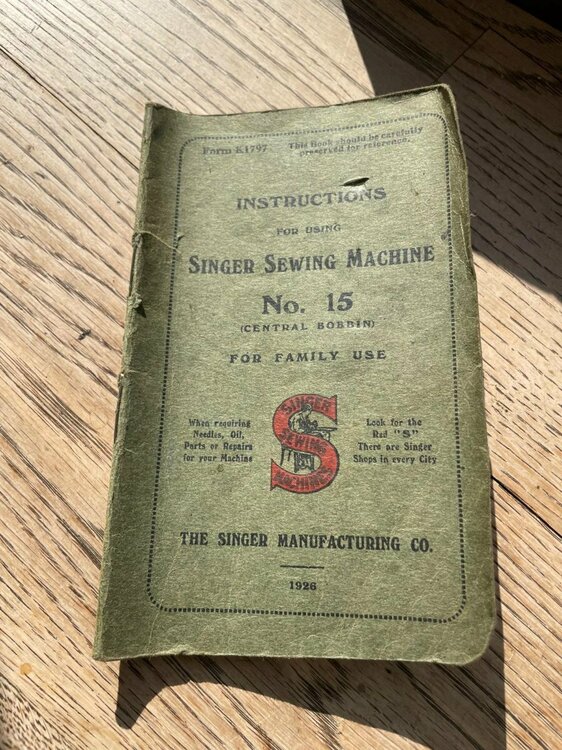 Form K1797
This Book should be carefully
preserved for reference.
INSTRUCTIONS
FOR USING
SINGER SEWING MACHINE
No. 15
(CENTRAL BOBBIN)
FOR FAMILY USE
When requiring
Needles, Oil,
Parts or Repairs
for your Machine
SINGER
SEWING
MACHINES
Look for the
Red "S"
There are Singer
Shops in every City
THE SINGER MANUFACTURING CO.
1926